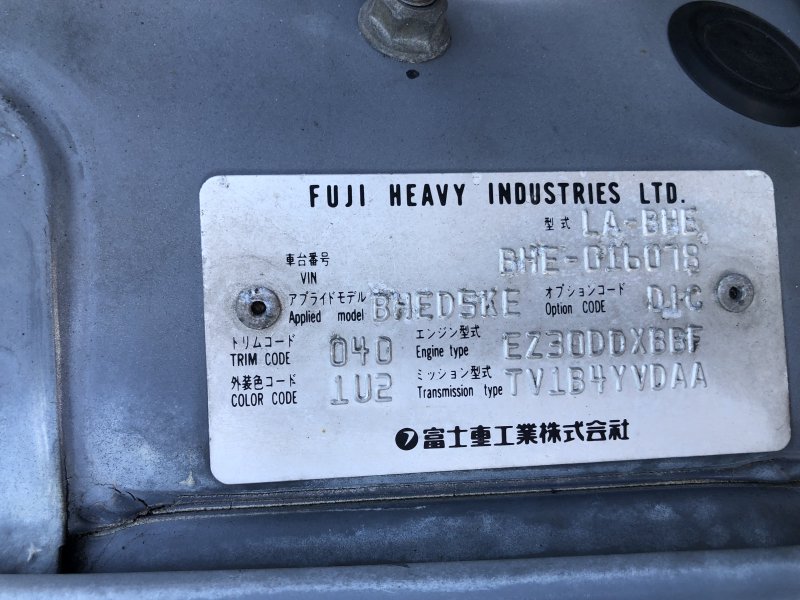 FUJI HEAVY INDUSTRIES LTD.
型式 LA-BHE
車台番号 VIN BHE-016078
アプライドモデル Applied model BHED5KE オプションコード Option CODE DJC
トリムコード TRIM CODE 040 エンジン型式 Engine type EZ30DDXBBF
外装色コード COLOR CODE 1U2 ミッション型式 Transmission type TV1B4YVDAA
富士重工業株式会社